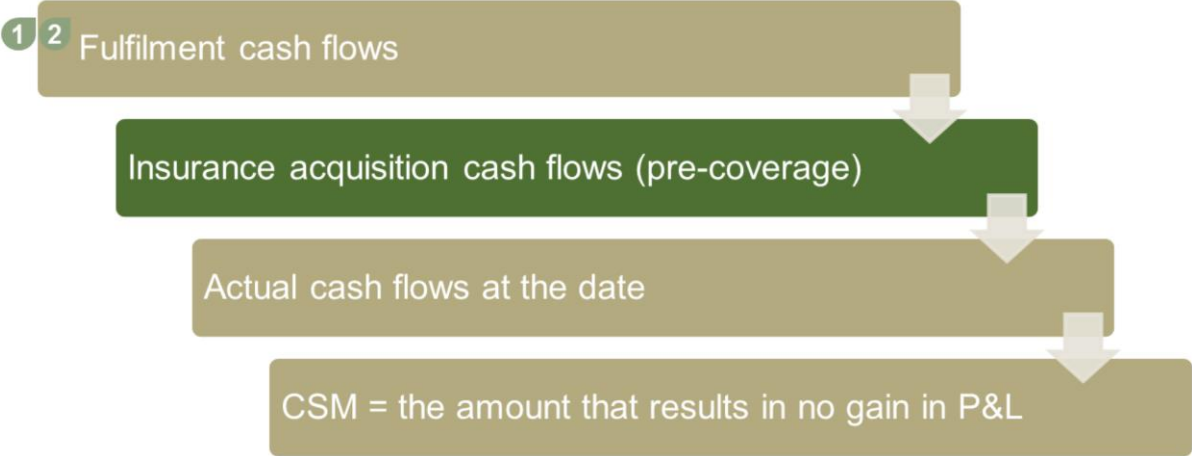 1 2 Fulfilment cash flows
Insurance acquisition cash flows (pre-coverage)
Actual cash flows at the date
CSM = the amount that results in no gain in P&L